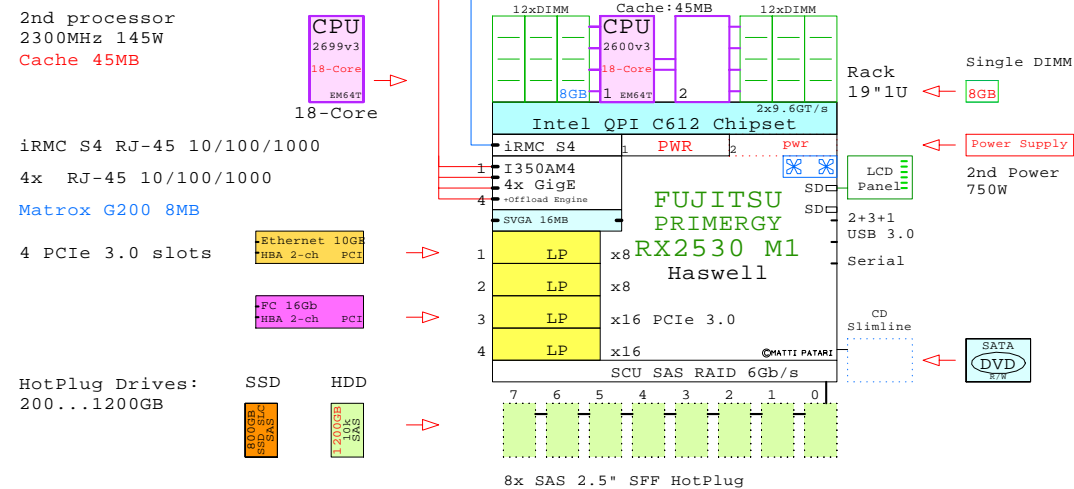 2nd processor
2300MHz 145W
Cache 45MB
CPU
2699v3
18-Core
EM64T
18-Core
12xDIMM
Cache:45MB
12xDIMM
CPU
2600v3
18-Core
8GB
1 EM64T
2
2x9.6GT/s
Rack
19"1U
Single DIMM
8GB
Intel QPI C612 Chipset
iRMC S4 RJ-45 10/100/1000
iRMC S4
1 PWR
2 pwr
Power Supply
2nd Power
750W
4x RJ-45 10/100/1000
1 I350AM4
4x GigE
4 +Offload Engine
LCD
Panel
SD
SD
Matrox G200 8MB
SVGA 16MB
FUJITSU
PRIMERGY
RX2530 M1
Haswell
2+3+1
USB 3.0
Serial
4 PCIe 3.0 slots
Ethernet 10GE
HBA 2-ch PCI
1 LP x8
2 LP x8
FC 16Gb
HBA 2-ch PCI
3 LP x16 PCIe 3.0
4 LP x16
©MATTI PATARI
CD
Slimline
SATA
DVD
R/W
SCU SAS RAID 6Gb/s
HotPlug Drives:
200...1200GB
SSD
HDD
800GB
SSD SLC
SAS
1200GB
10k
SAS
7 6 5 4 3 2 1 0
8x SAS 2.5" SFF HotPlug